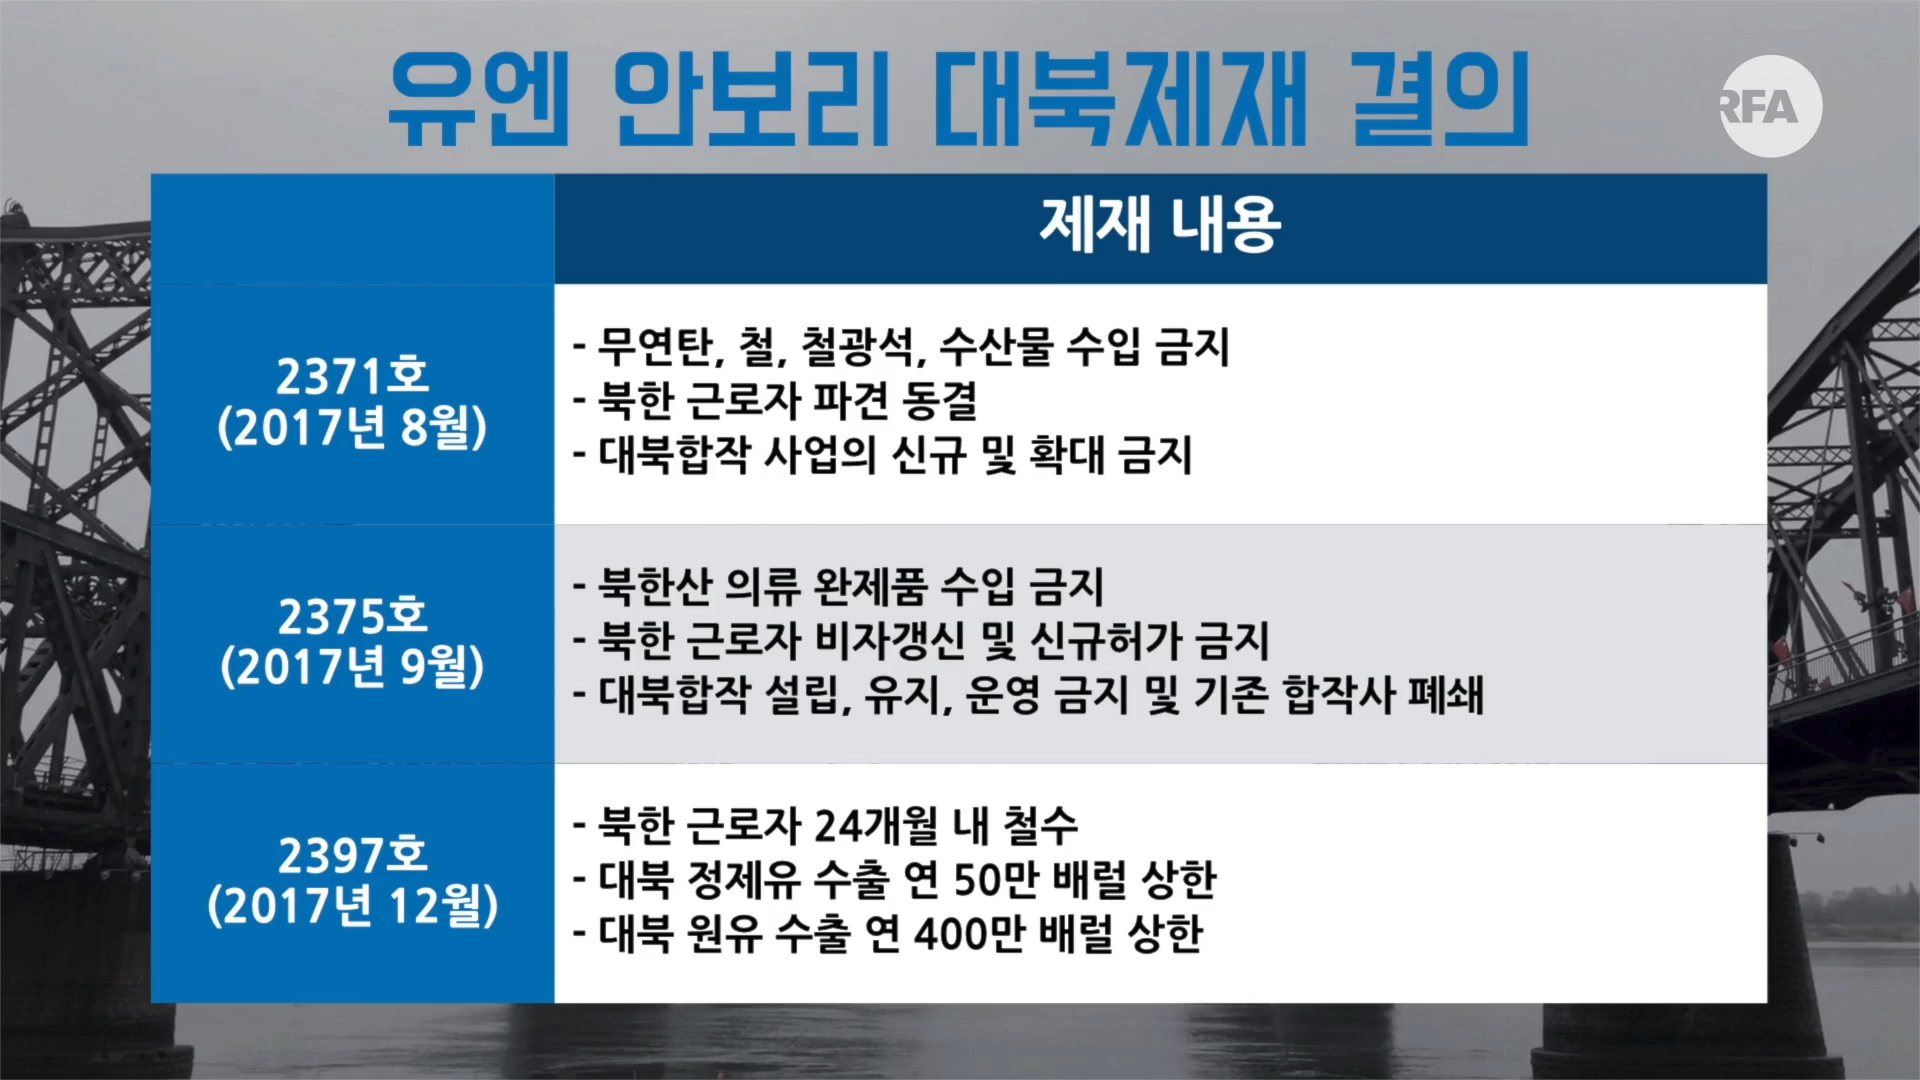 유엔 안보리 대북제재 결의
RFA
제재 내용
2371호
(2017년 8월)
- 무연탄, 철, 철광석, 수산물 수입 금지
- 북한 근로자 파견 동결
- 대북합작 사업의 신규 및 확대 금지
2375호
(2017년 9월)
- 북한산 의류 완제품 수입 금지
- 북한 근로자 비자갱신 및 신규허가 금지
- 대북합작 설립, 유지, 운영 금지 및 기존 합작사 폐쇄
2397호
(2017년 12월)
- 북한 근로자 24개월 내 철수
- 대북 정제유 수출 연 50만 배럴 상한
- 대북 원유 수출 연 400만 배럴 상한